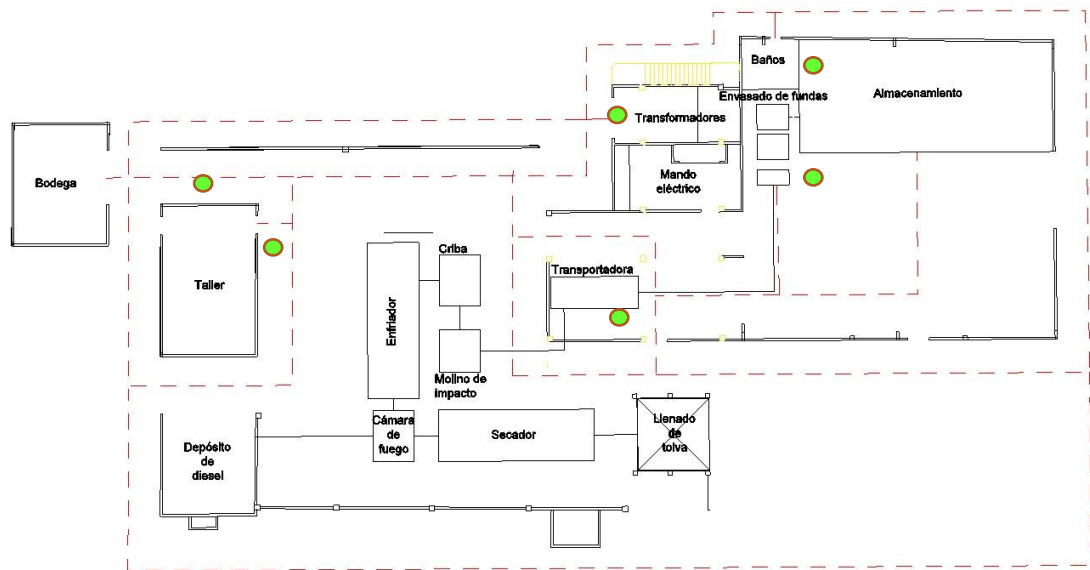 Baños
Envasado de fundas
Almacenamiento
Transformadores
Bodega
Mando
eléctrico
Criba
Transportadora
Taller
Enfriador
Molino de
impacto
Cámara
de
fuego
Secador
Llenado
de
tolva
Depósito
de
diesel